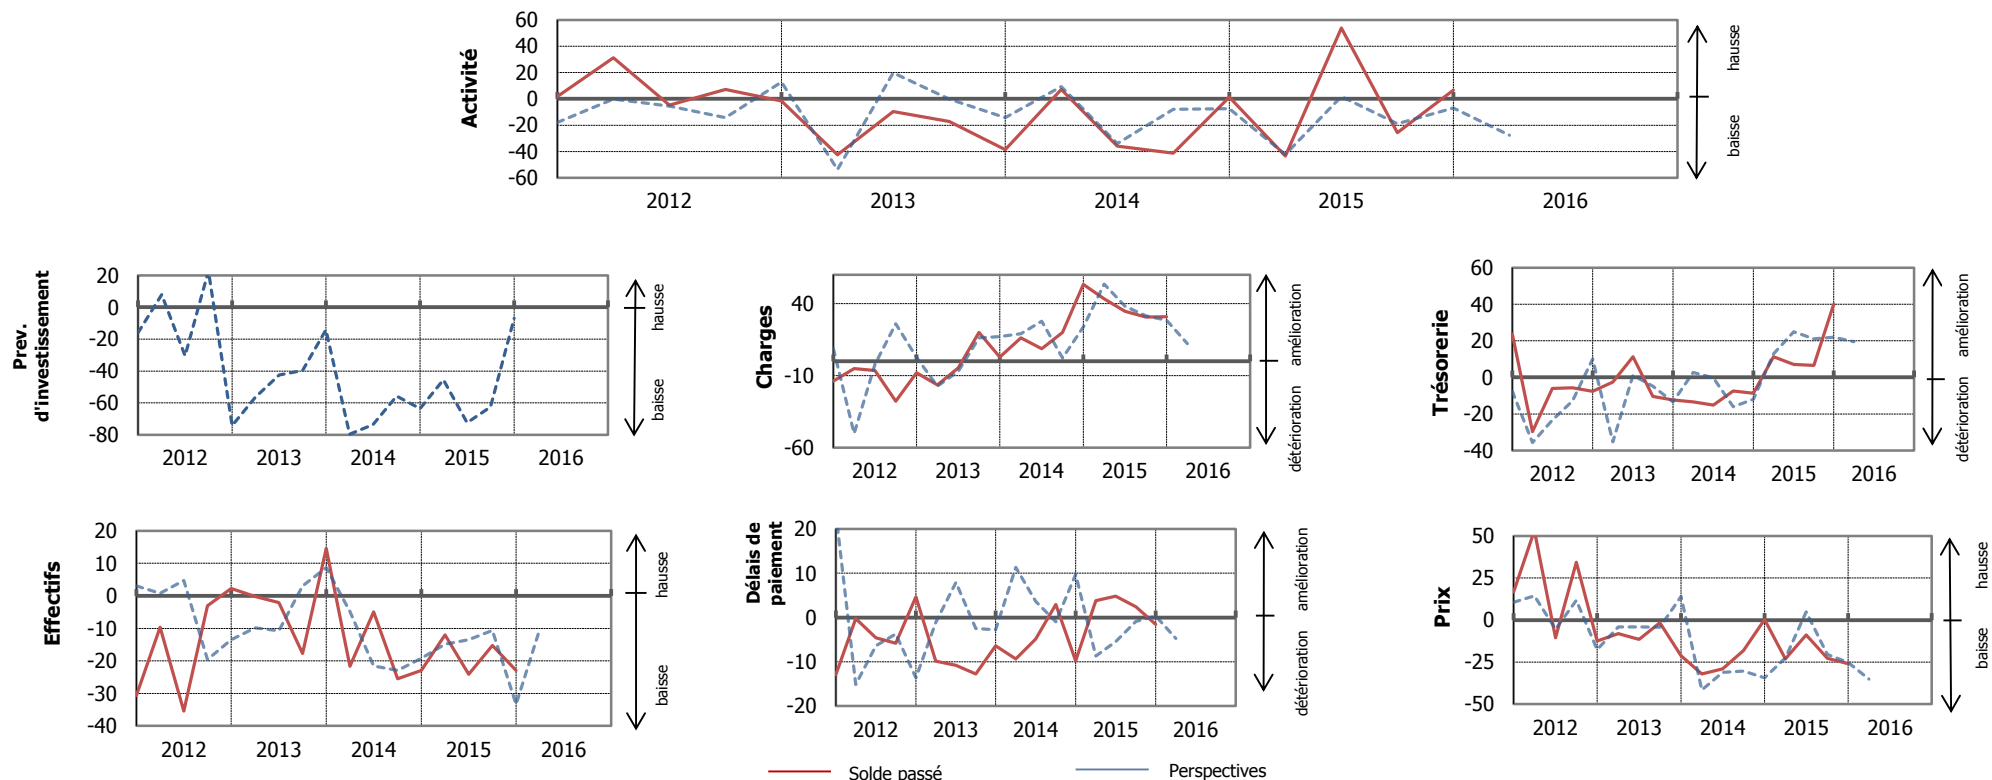 Activité
60
40
20
0
-20
-40
-60
hausse
baisse
2012 2013 2014 2015 2016
Prev.
d'investissement
20
0
-20
-40
-60
-80
hausse
baisse
2012 2013 2014 2015 2016
Charges
40
-10
-60
amélioration
détérioration
2012 2013 2014 2015 2016
Trésorerie
60
40
20
0
-20
-40
amélioration
détérioration
2012 2013 2014 2015 2016
Effectifs
20
10
0
-10
-20
-30
-40
hausse
baisse
2012 2013 2014 2015 2016
Délais de
paiement
20
10
0
-10
-20
amélioration
détérioration
2012 2013 2014 2015 2016
Prix
50
25
0
-25
-50
hausse
baisse
2012 2013 2014 2015 2016
Solde passé
Perspectives